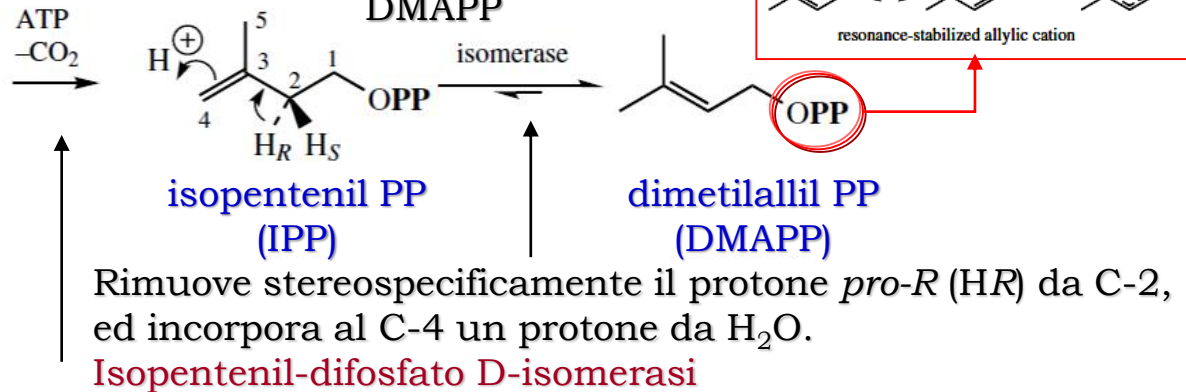 DMAPP
ATP
–CO₂
H ⊕
5
3
2
1
4
OPP
H_R H_S
isomerase
OPP
resonance-stabilized allylic cation
isopentenil PP
(IPP)
dimetilallil PP
(DMAPP)
Rimuove stereospecificamente il protone pro-R (HR) da C-2,
ed incorpora al C-4 un protone da H₂O.
Isopentenil-difosfato D-isomerasi